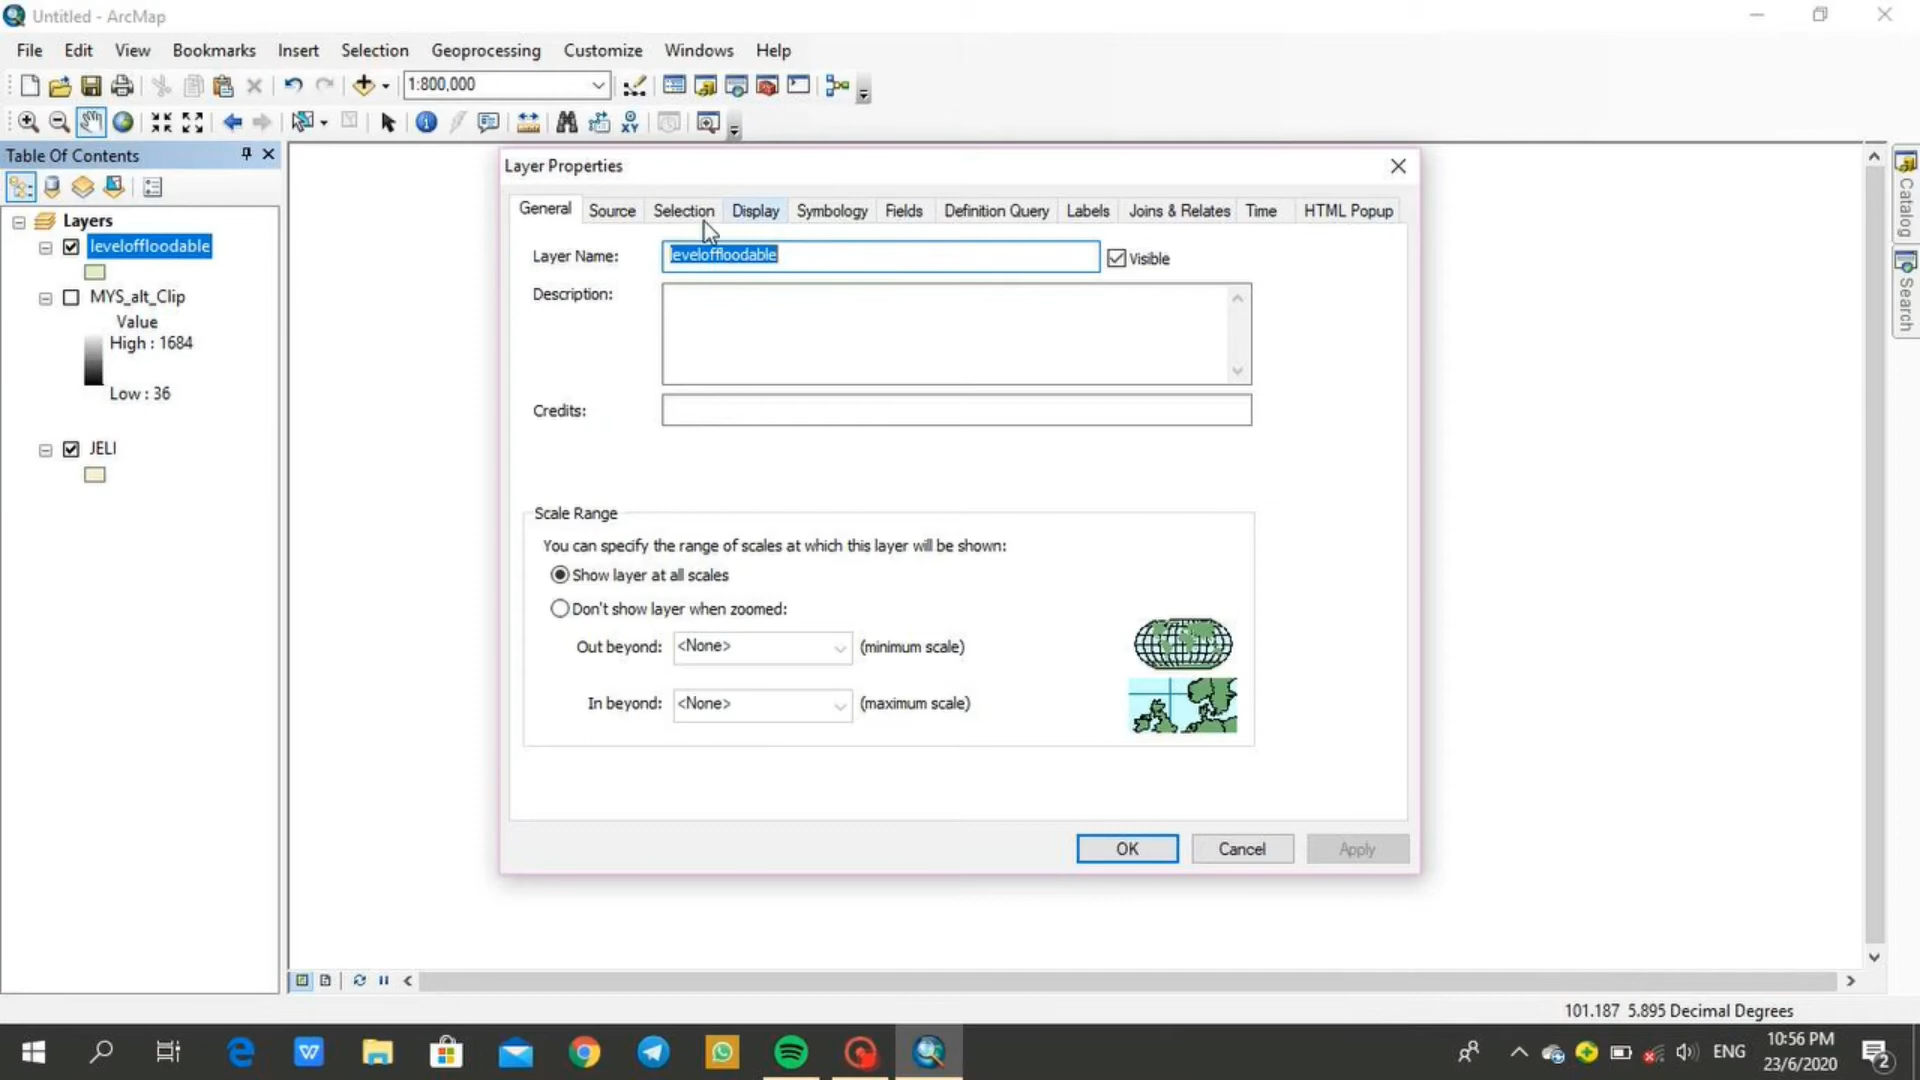 Untitled - ArcMap
File Edit View Bookmarks Insert Selection Geoprocessing Customize Windows Help
1:800,000
Table Of Contents
Layers
leveloffloodable
MYS_alt_Clip
Value
High : 1684
Low : 36
JELI
Layer Properties
General Source Selection Display Symbology Fields Definition Query Labels Joins & Relates Time HTML Popup
Layer Name: leveloffloodable Visible
Description:
Credits:
Scale Range
You can specify the range of scales at which this layer will be shown:
Show layer at all scales
Don't show layer when zoomed:
Out beyond: <None> (minimum scale)
In beyond: <None> (maximum scale)
OK Cancel Apply
Catalog
Search
101.187 5.895 Decimal Degrees
ENG
10:56 PM
23/6/2020
2